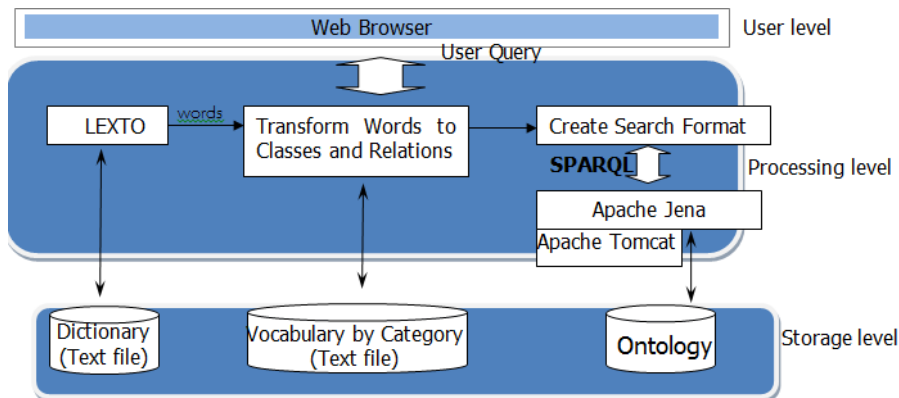 Web Browser
User level
User Query
LEXTO
words
Transform Words to
Classes and Relations
Create Search Format
SPARQL
Processing level
Apache Jena
Apache Tomcat
Dictionary
(Text file)
Vocabulary by Category
(Text file)
Ontology
Storage level